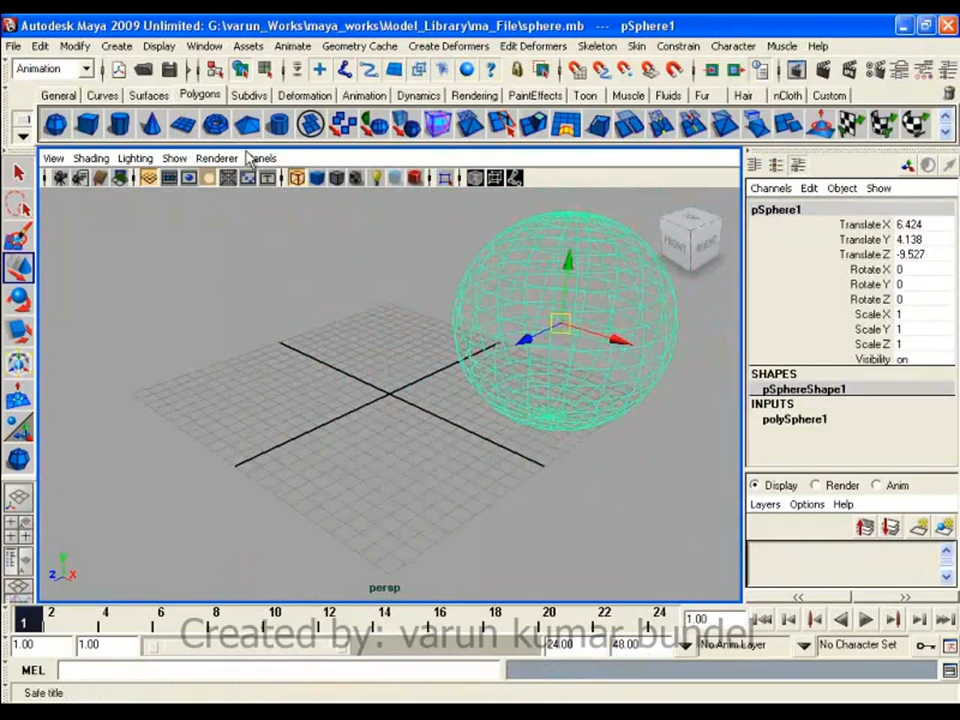 Autodesk Maya 2009 Unlimited: G:\varun_Works\maya_works\Model_Library\ma_File\sphere.mb --- pSphere1
File Edit Modify Create Display Window Assets Animate Geometry Cache Create Deformers Edit Deformers Skeleton Skin Constrain Character Muscle Help
Animation
General Curves Surfaces Polygons Subdivs Deformation Animation Dynamics Rendering PaintEffects Toon Muscle Fluids Fur Hair nCloth Custom
View Shading Lighting Show Renderer
Channels Edit Object Show
pSphere1
Translate X 6.424
Translate Y 4.138
Translate Z -9.527
Rotate X 0
Rotate Y 0
Rotate Z 0
Scale X 1
Scale Y 1
Scale Z 1
Visibility on
SHAPES
pSphereShape1
INPUTS
polySphere1
FRONT RIGHT
Display Render Anim
Layers Options Help
persp
Y
Z X
1 2 4 6 8 10 12 14 16 18 20 22 24 1.00
1.00 1.00 24.00 48.00 No Anim Layer No Character Set
Created by: varun kumar bundel
MEL
Safe title